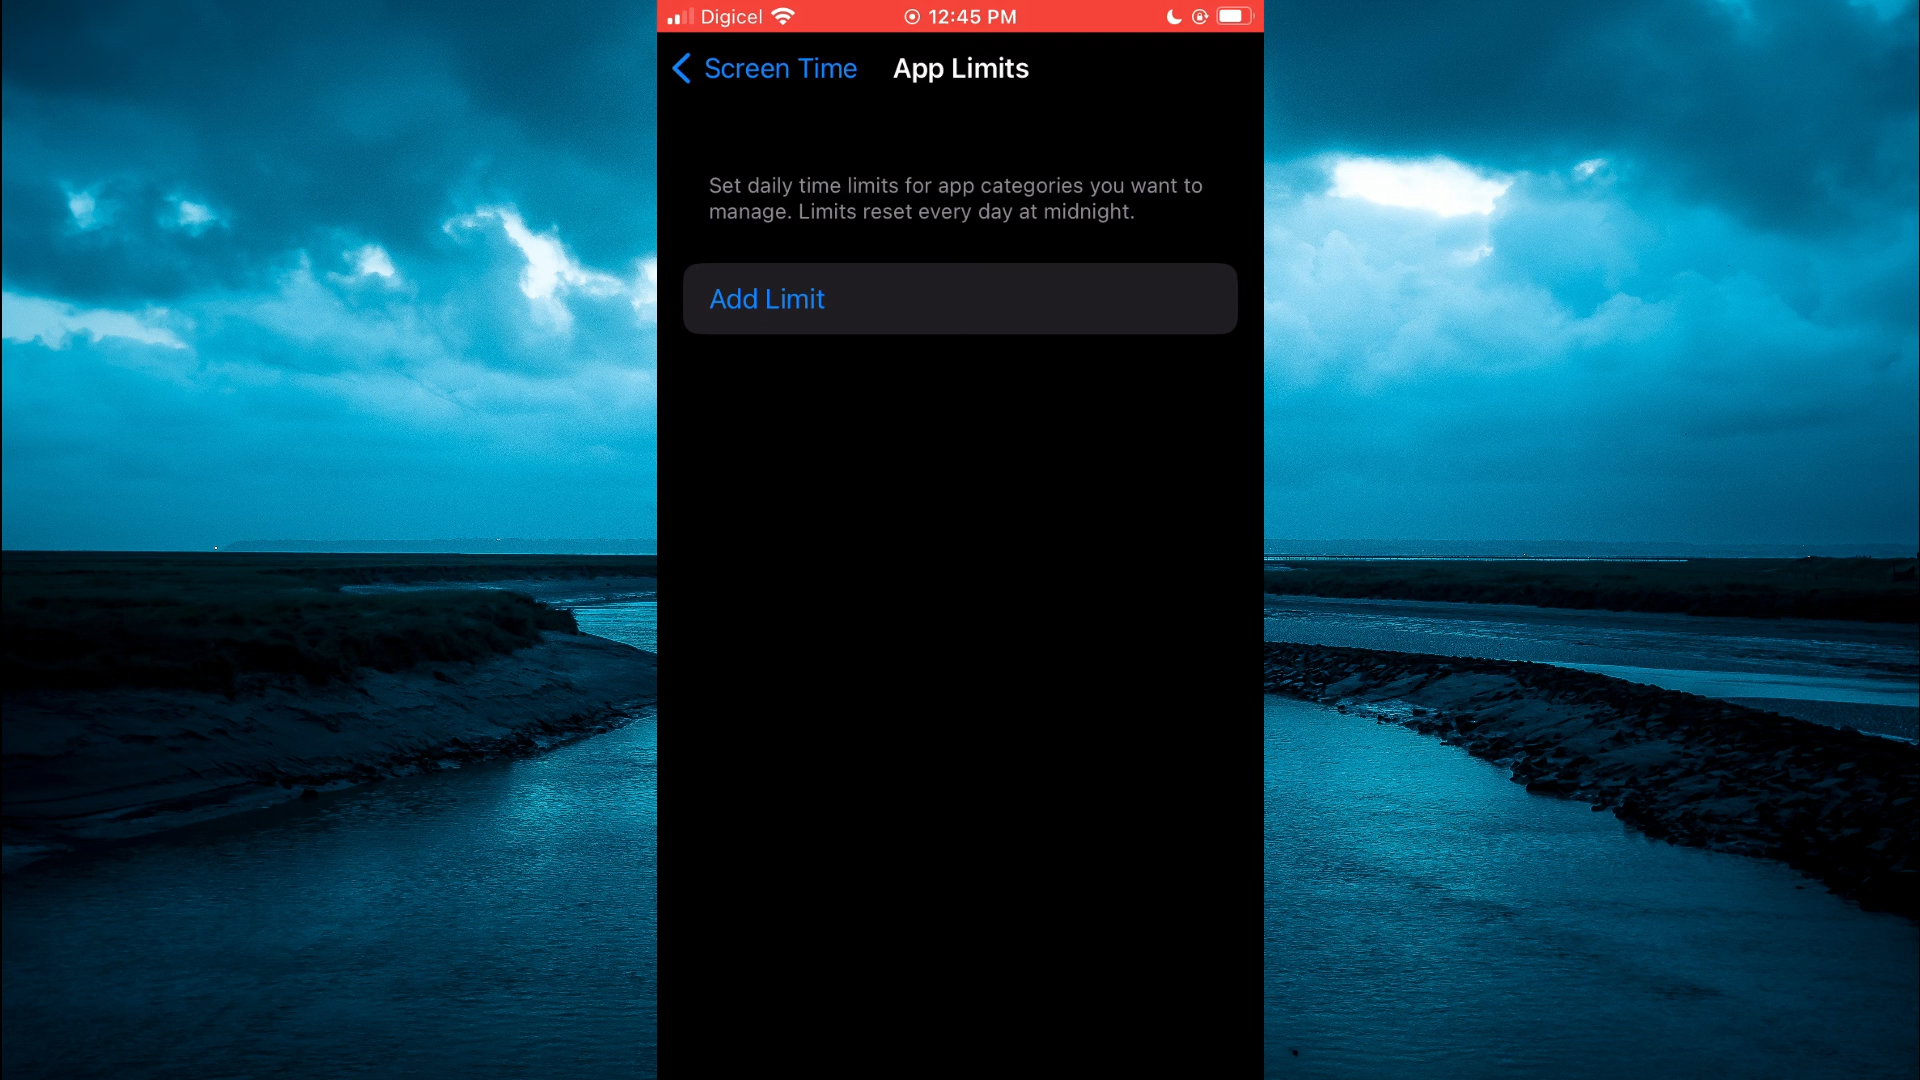 Digicel 12:45 PM
Screen Time App Limits
Set daily time limits for app categories you want to
manage. Limits reset every day at midnight.
Add Limit